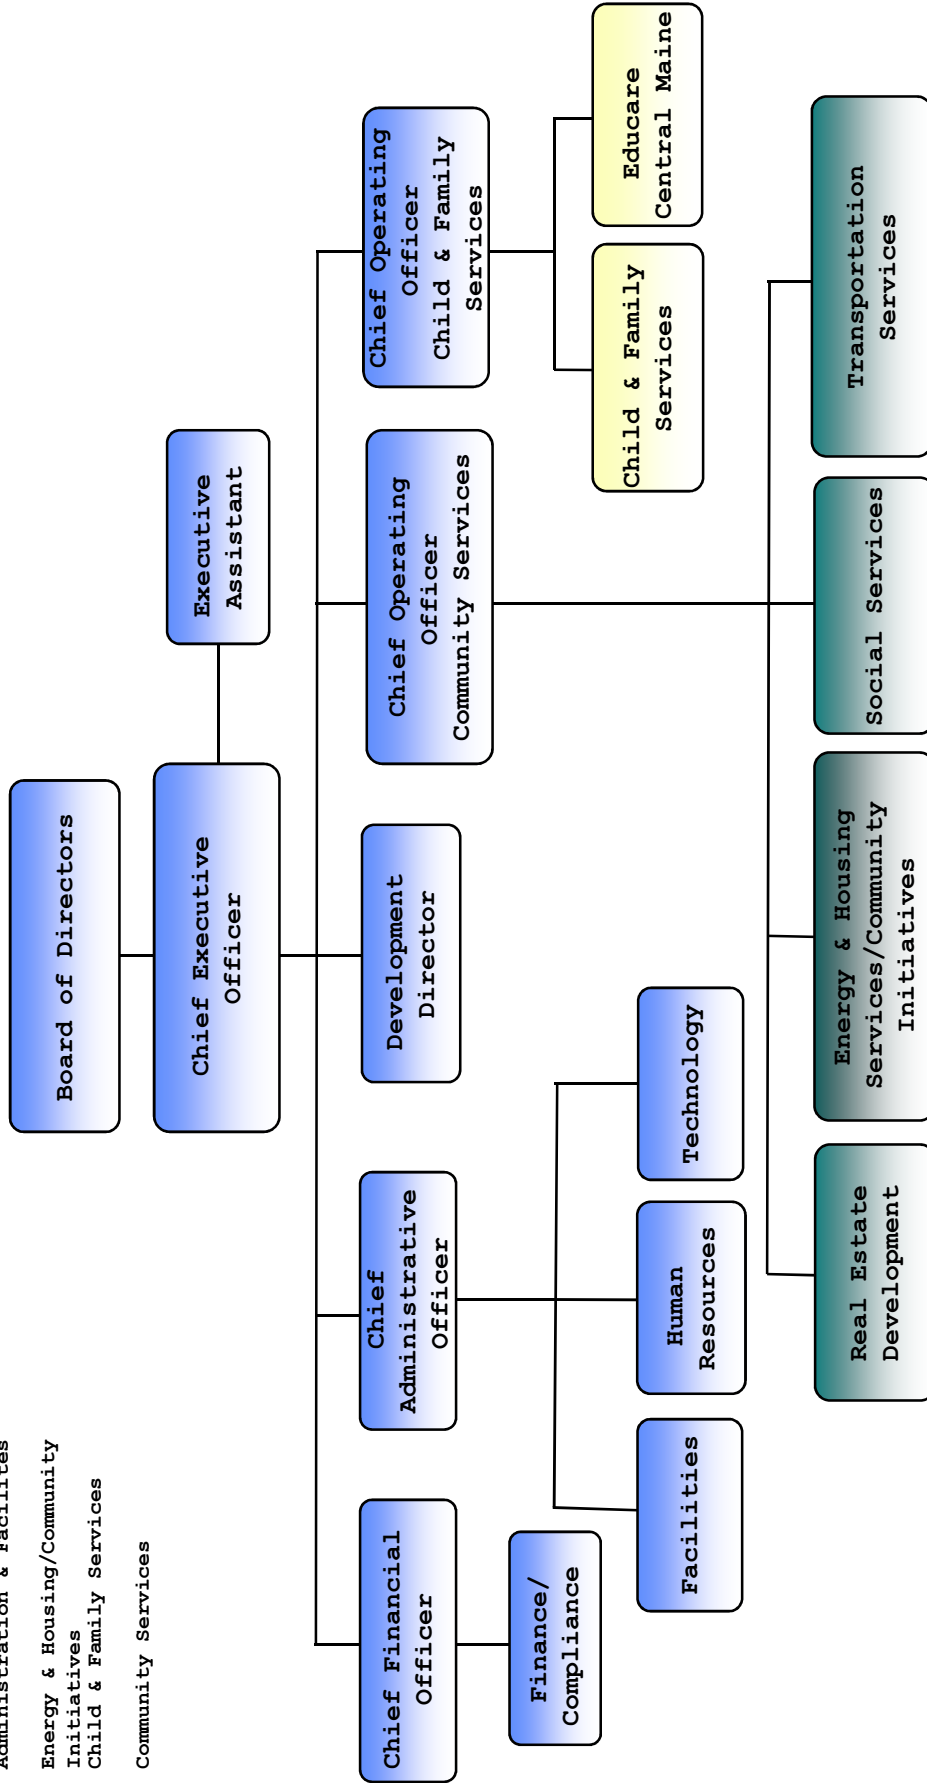 Administration & Facilites
Energy & Housing/Community
Initiatives
Child & Family Services
Community Services
Board of Directors
Chief Executive
Officer
Executive
Assistant
Chief Financial
Officer
Chief
Administrative
Officer
Development
Director
Chief Operating
Officer
Community Services
Chief Operating
Officer
Child & Family
Services
Finance/
Compliance
Facilities
Human
Resources
Technology
Child & Family
Services
Educare
Central Maine
Real Estate
Development
Energy & Housing
Services/Community
Initiatives
Social Services
Transportation
Services